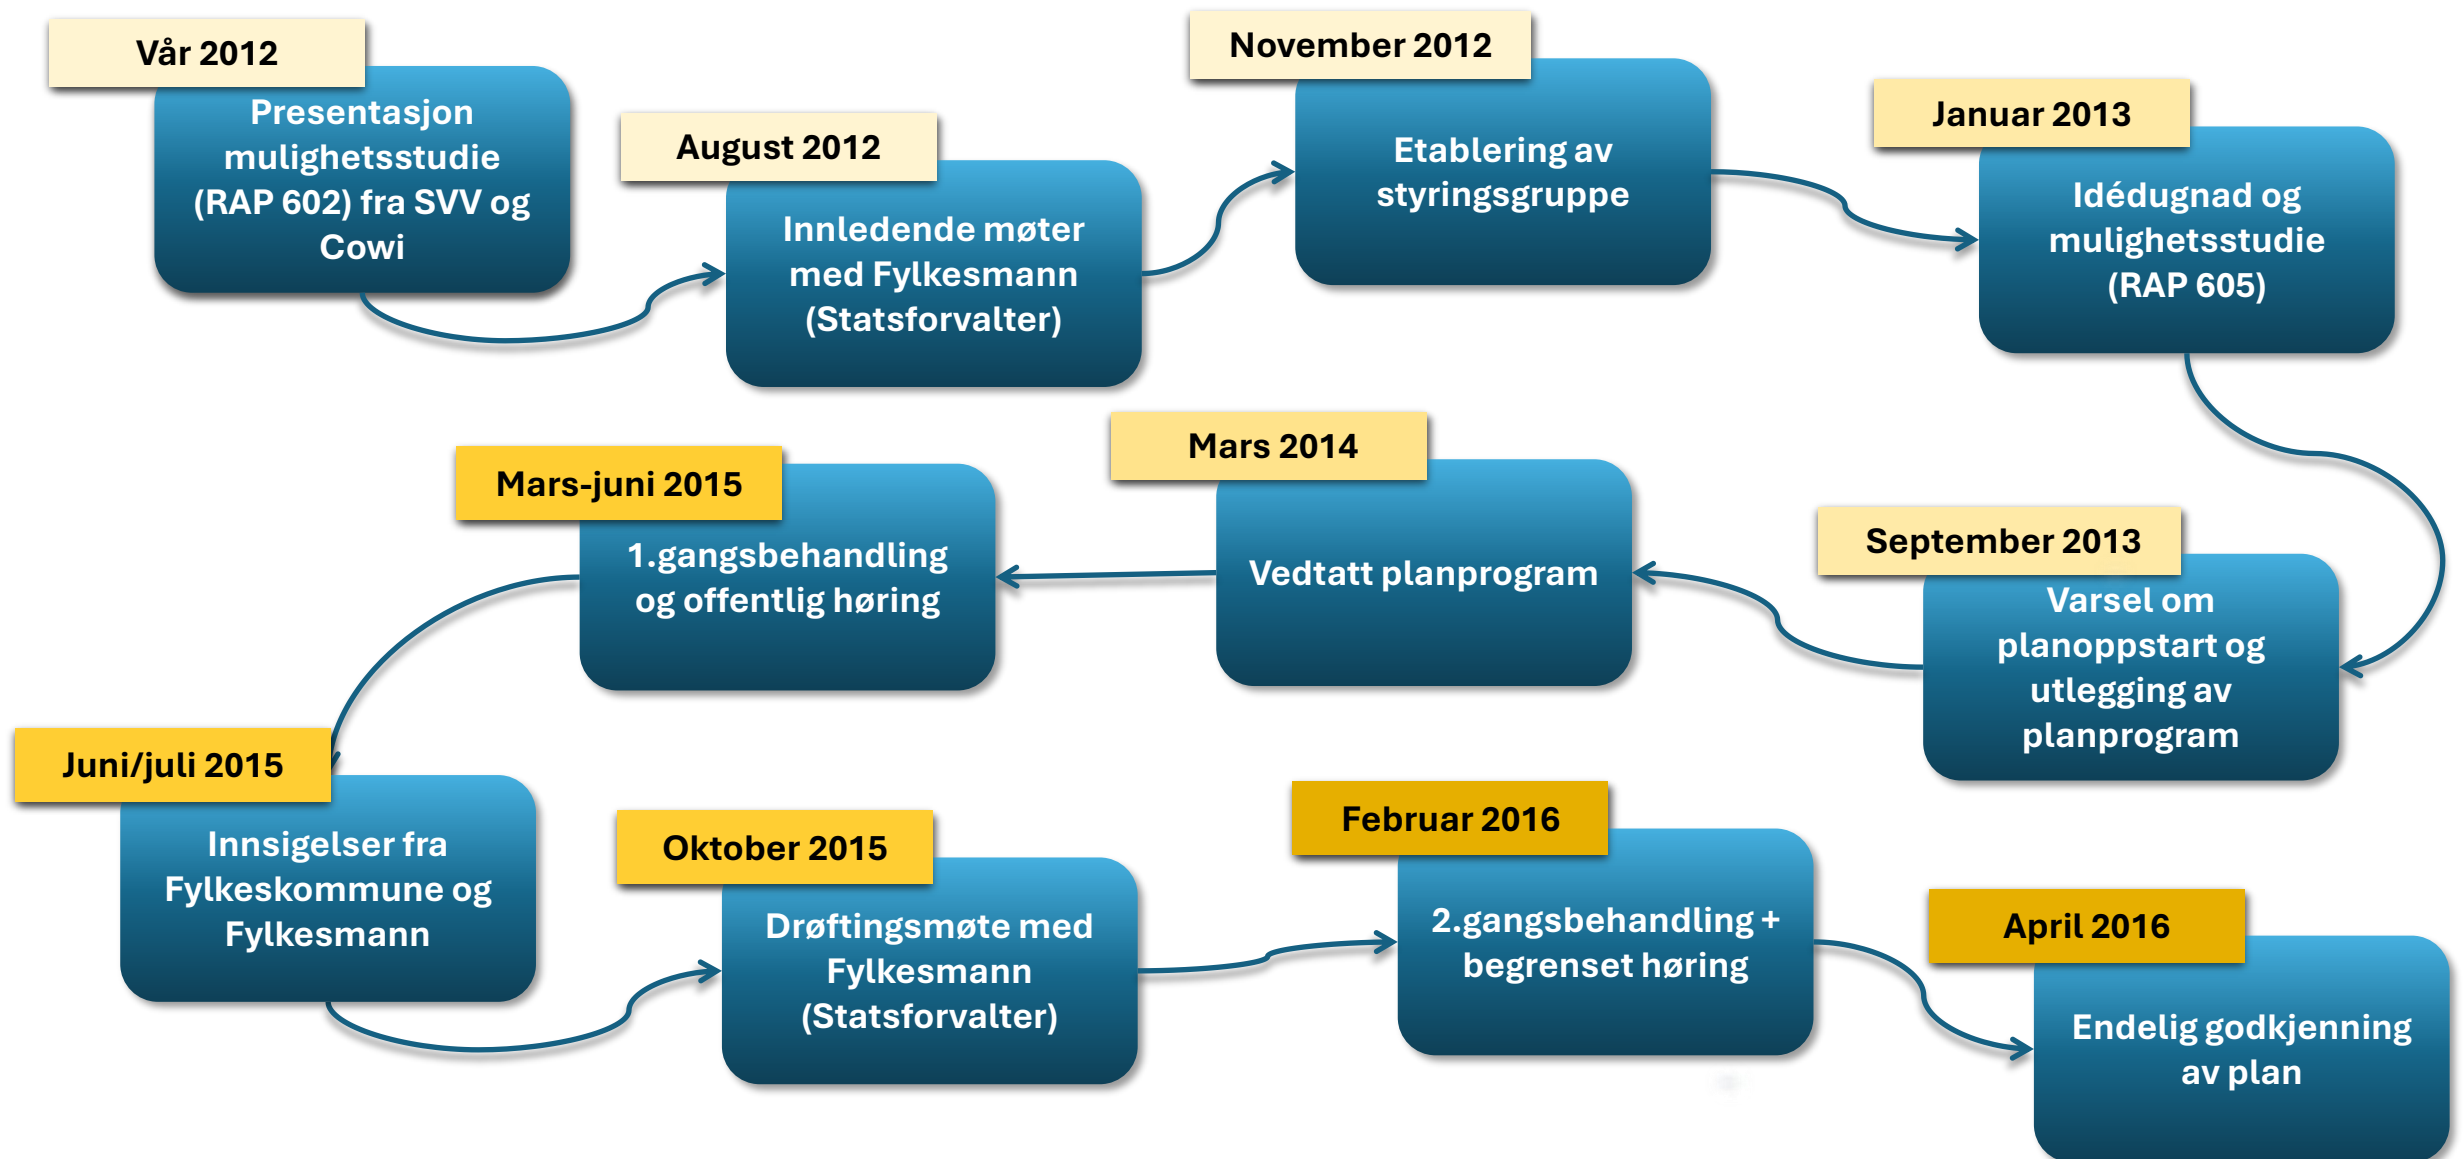 Vår 2012
Presentasjon
mulighetsstudie
(RAP 602) fra SVV og
Cowi
August 2012
Innledende møter
med Fylkesmann
(Statsforvalter)
November 2012
Etablering av
styringsgruppe
Januar 2013
Idédugnad og
mulighetsstudie
(RAP 605)
September 2013
Varsel om
planoppstart og
utlegging av
planprogram
Mars 2014
Vedtatt planprogram
Mars-juni 2015
1.gangsbehandling
og offentlig høring
Juni/juli 2015
Innsigelser fra
Fylkeskommune og
Fylkesmann
Oktober 2015
Drøftingsmøte med
Fylkesmann
(Statsforvalter)
Februar 2016
2.gangsbehandling +
begrenset høring
April 2016
Endelig godkjenning
av plan